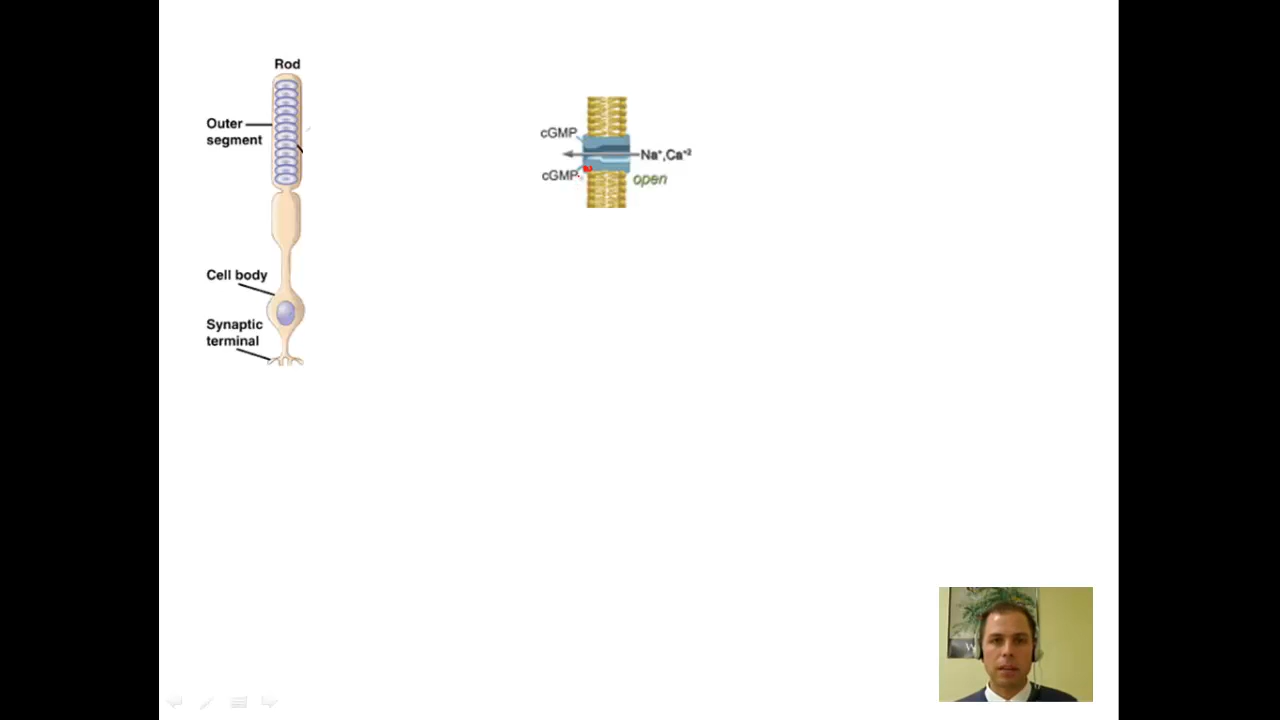 Rod
Outer
segment
Cell body
Synaptic
terminal
cGMP
Na⁺,Ca⁺²
cGMP
open
W